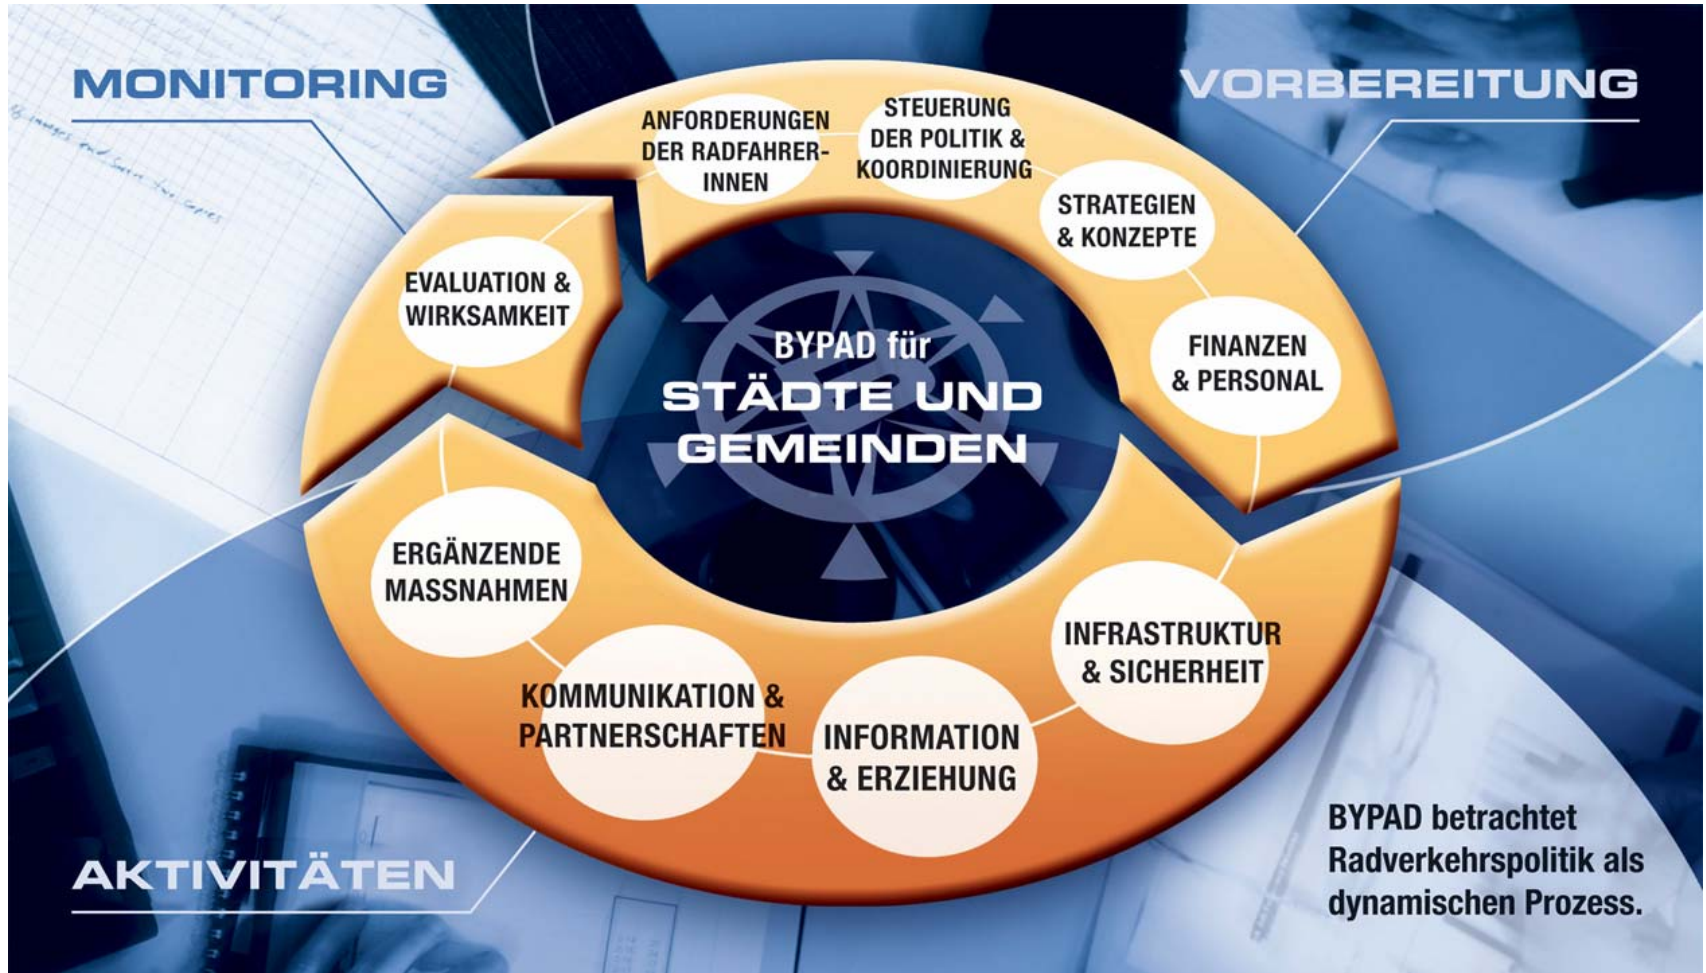 MONITORING
VORBEREITUNG
ANFORDERUNGEN
DER RADFAHRER-
INNEN
STEUERUNG
DER POLITIK &
KOORDINIERUNG
STRATEGIEN
& KONZEPTE
FINANZEN
& PERSONAL
EVALUATION &
WIRKSAMKEIT
BYPAD für
STÄDTE UND
GEMEINDEN
ERGÄNZENDE
MASSNAHMEN
KOMMUNIKATION &
PARTNERSCHAFTEN
INFORMATION
& ERZIEHUNG
INFRASTRUKTUR
& SICHERHEIT
AKTIVITÄTEN
BYPAD betrachtet
Radverkehrspolitik als
dynamischen Prozess.